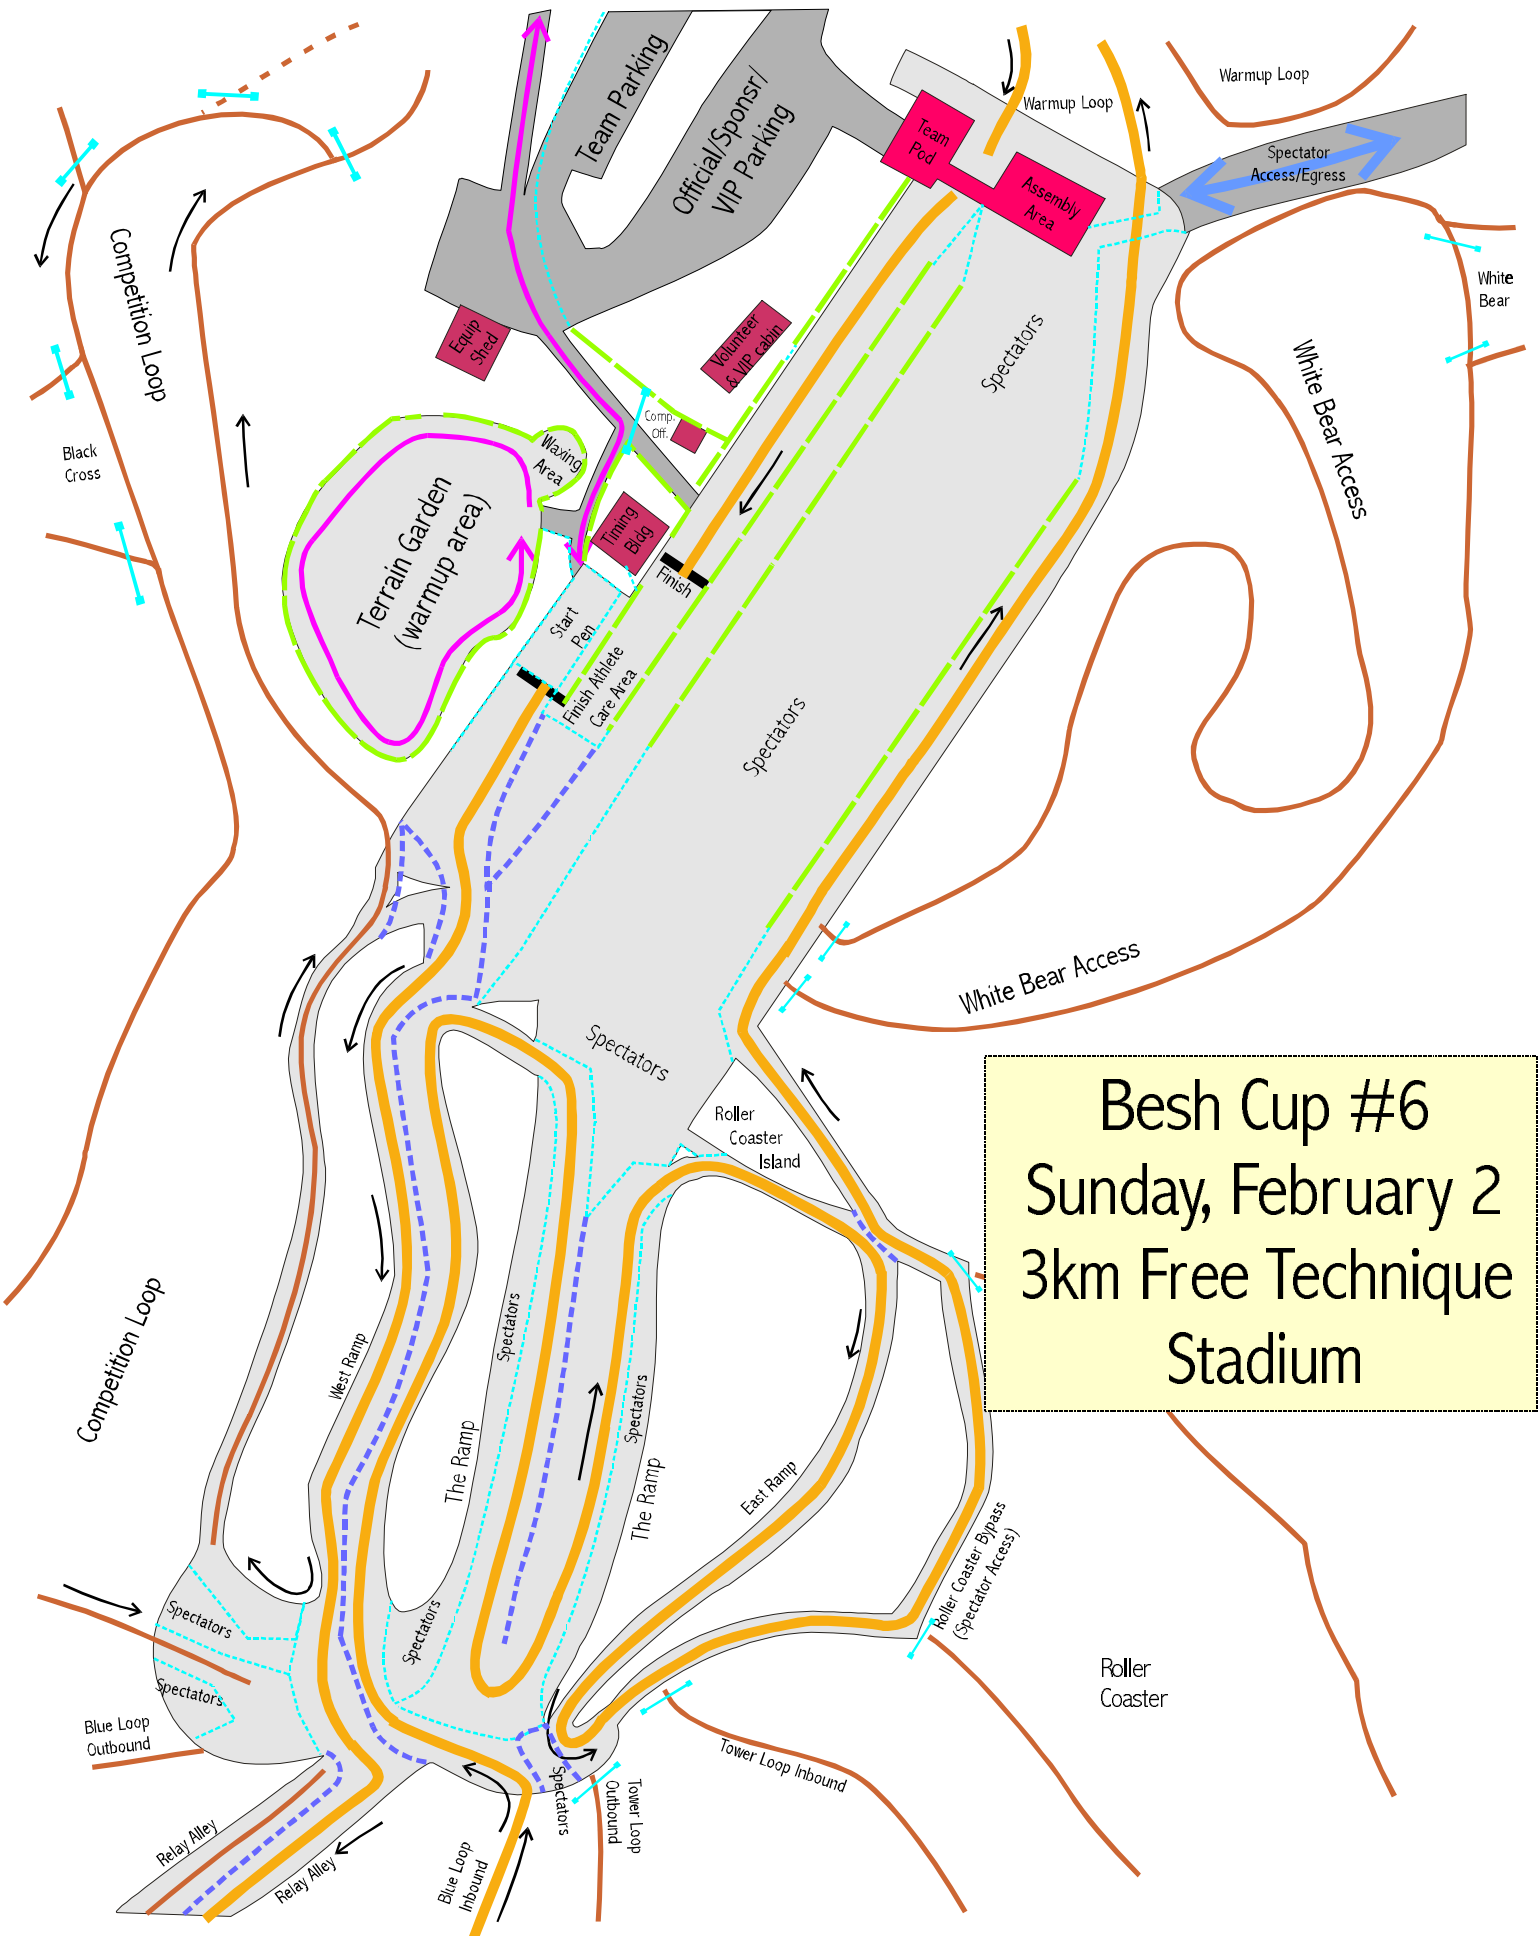 Team Parking
Official/Sponsr/
VIP Parking
Warmup Loop
Warmup Loop
Team
Pod
Assembly
Area
Spectator
Access/Egress
White
Bear
Competition Loop
Equip
Shed
Volunteer
& VIP cabin
Spectators
White Bear Access
Comp.
Off.
Black
Cross
Waxing
Area
Terrain Garden
(warmup area)
Timing
Bldg
Finish
Start
Pen
Finish Athlete
Care Area
Spectators
White Bear Access
Spectators
Roller
Coaster
Island
Besh Cup #6
Sunday, February 2
3km Free Technique
Stadium
Competition Loop
West Ramp
Spectators
Spectators
The Ramp
The Ramp
East Ramp
Roller Coaster Bypass
(Spectator Access)
Spectators
Spectators
Spectators
Roller
Coaster
Blue Loop
Outbound
Tower Loop Inbound
Spectators
Tower Loop
Outbound
Relay Alley
Relay Alley
Blue Loop
Inbound